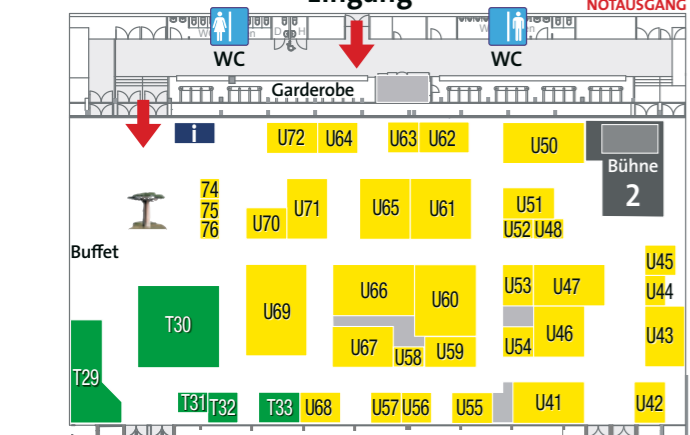 Eingang
NOTAUSGANG
D H
WC
WC
Garderobe
i
U72 U64 U63 U62 U50
Bühne
2
74
75
76
U70 U71 U65 U61 U51
U52 U48
Buffet
U45
U44
U43
U69 U66 U60 U53 U47
T30
U67 U58 U59 U54 U46
T29
T31 T32 T33 U68 U57 U56 U55 U41 U42